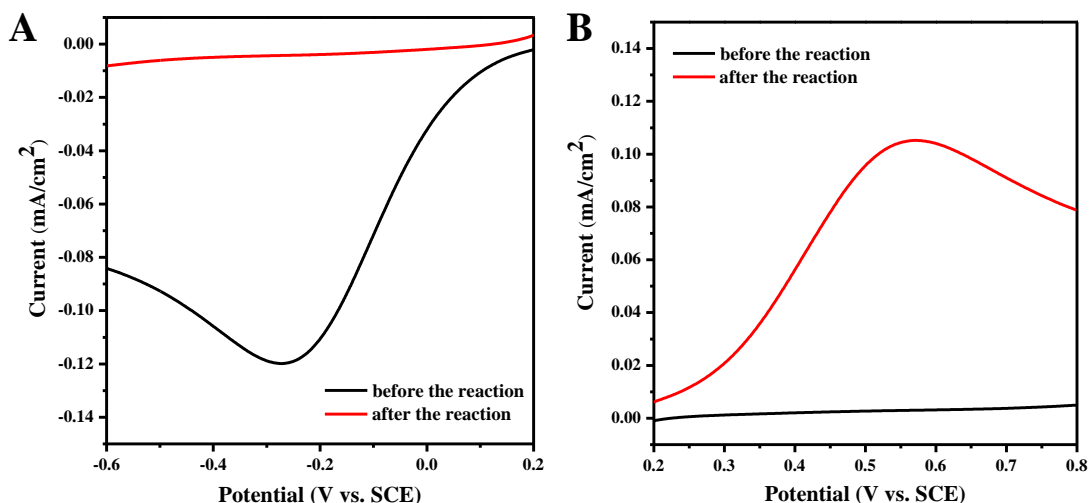 A
0.00
-0.02
-0.04
-0.06
-0.08
-0.10
-0.12
-0.14
Current (mA/cm²)
before the reaction
after the reaction
-0.6
-0.4
-0.2
0.0
0.2
Potential (V vs. SCE)
B
0.14
0.12
0.10
0.08
0.06
0.04
0.02
0.00
Current (mA/cm²)
before the reaction
after the reaction
0.2
0.3
0.4
0.5
0.6
0.7
0.8
Potential (V vs. SCE)